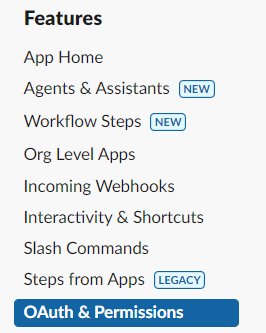 Features
App Home
Agents & Assistants NEW
Workflow Steps NEW
Org Level Apps
Incoming Webhooks
Interactivity & Shortcuts
Slash Commands
Steps from Apps LEGACY
OAuth & Permissions